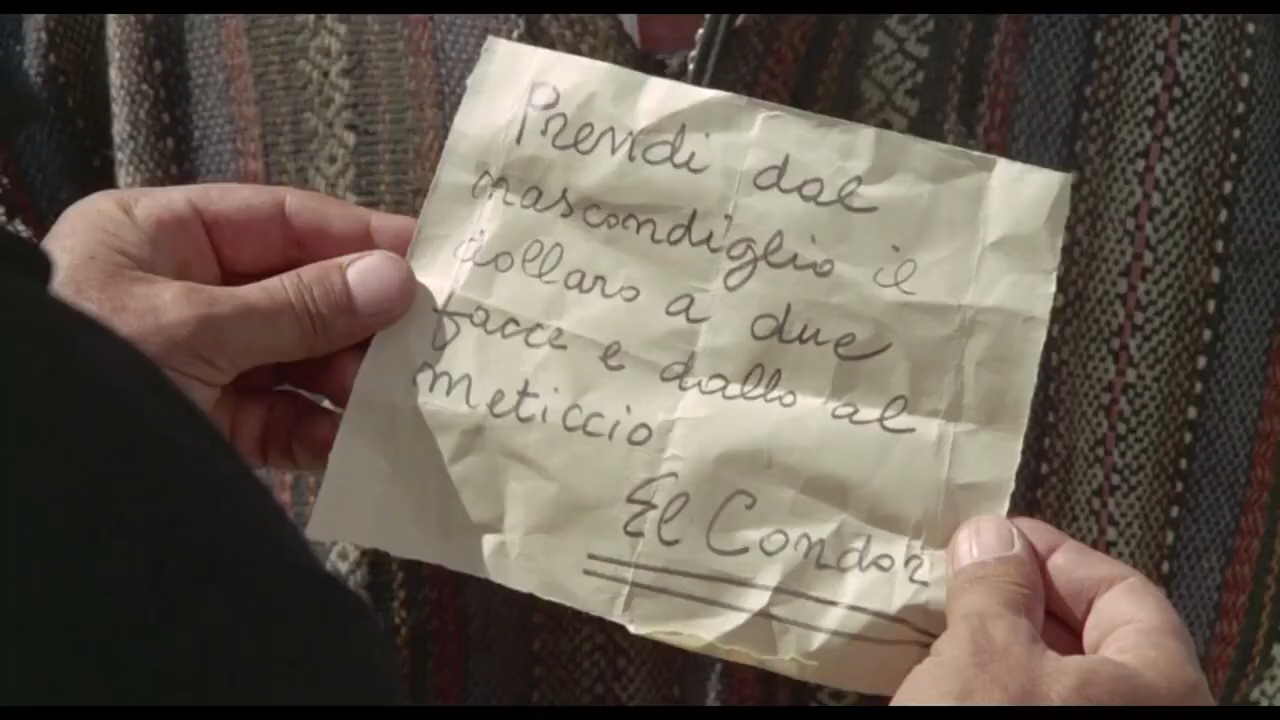 Prendi dal
nascondiglio il
dollaro a due
facce e dallo al
meticcio
El Condor